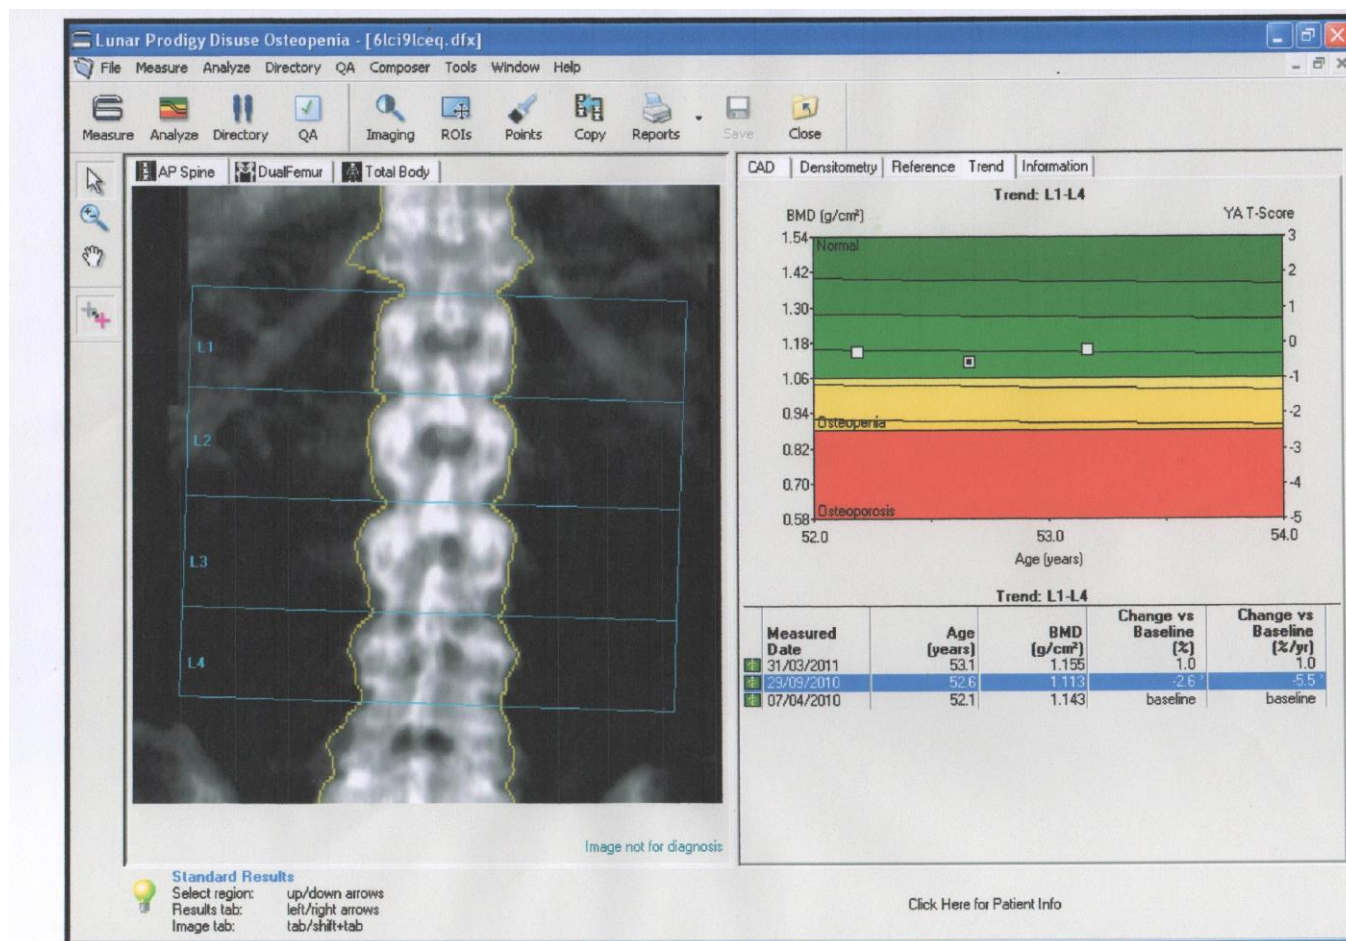 Lunar Prodigy Disuse Osteopenia - [6lci9lceq.dfx]
File Measure Analyze Directory QA Composer Tools Window Help
Measure Analyze Directory QA Imaging ROIs Points Copy Reports Save Close
AP Spine DualFemur Total Body
CAD Densitometry Reference Trend Information
L1
L2
L3
L4
Image not for diagnosis
Trend: L1-L4
BMD (g/cm²) YA T-Score
1.54 Normal 3
1.42 2
1.30 1
1.18 0
1.06 -1
0.94 -2
Osteopenia
0.82 -3
0.70 -4
0.58 Osteoporosis -5
52.0 53.0 54.0
Age (years)
Trend: L1-L4
Change vs Change vs
Measured Age BMD Baseline Baseline
Date (years) (g/cm²) (%) (%/yr)
31/03/2011 53.1 1.155 1.0 1.0
29/09/2010 52.6 1.113 -2.6 * -5.5 *
07/04/2010 52.1 1.143 baseline baseline
Standard Results
Select region: up/down arrows
Results tab: left/right arrows
Image tab: tab/shift+tab
Click Here for Patient Info